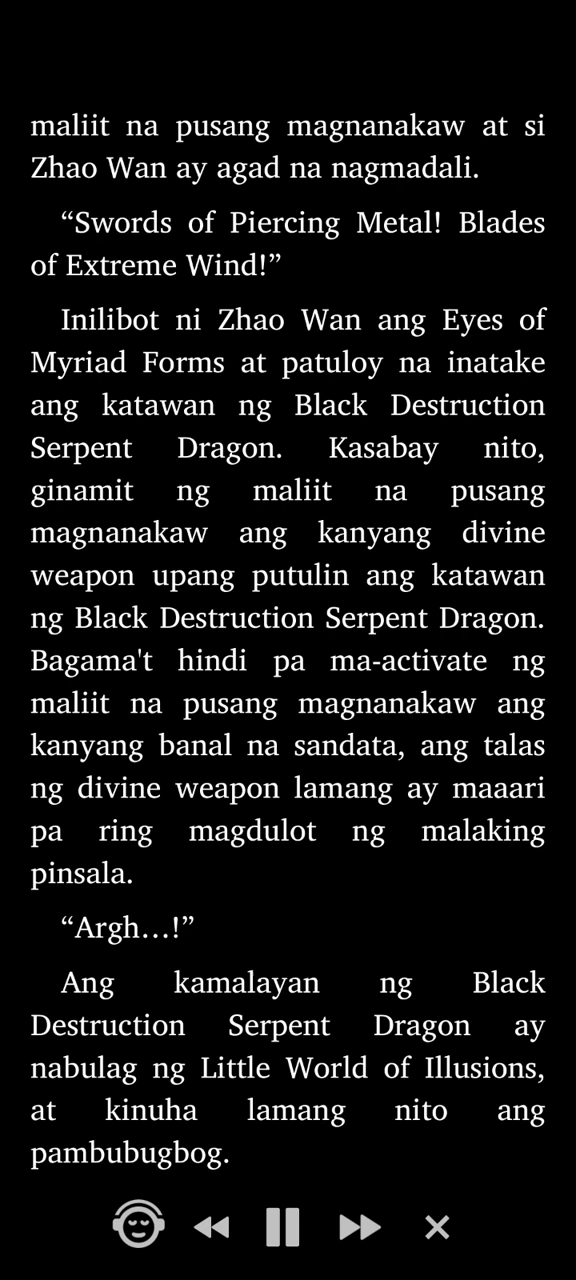 maliit na pusang magnanakaw at si
Zhao Wan ay agad na nagmadali.
“Swords of Piercing Metal! Blades
of Extreme Wind!”
Inilibot ni Zhao Wan ang Eyes of
Myriad Forms at patuloy na inatake
ang katawan ng Black Destruction
Serpent Dragon. Kasabay nito,
ginamit ng maliit na pusang
magnanakaw ang kanyang divine
weapon upang putulin ang katawan
ng Black Destruction Serpent Dragon.
Bagama't hindi pa ma-activate ng
maliit na pusang magnanakaw ang
kanyang banal na sandata, ang talas
ng divine weapon lamang ay maaari
pa ring magdulot ng malaking
pinsala.
“Argh…!”
Ang kamalayan ng Black
Destruction Serpent Dragon ay
nabulag ng Little World of Illusions,
at kinuha lamang nito ang
pambubugbog.